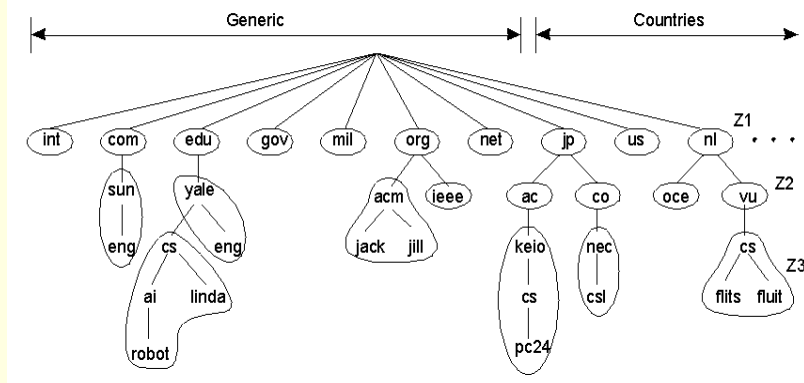 Generic Countries
Z1
int com edu gov mil org net jp us nl . . .
Z2
sun yale acm ieee ac co oce vu
eng cs eng jack jill keio nec cs
Z3
ai linda cs csl flits fluit
robot pc24